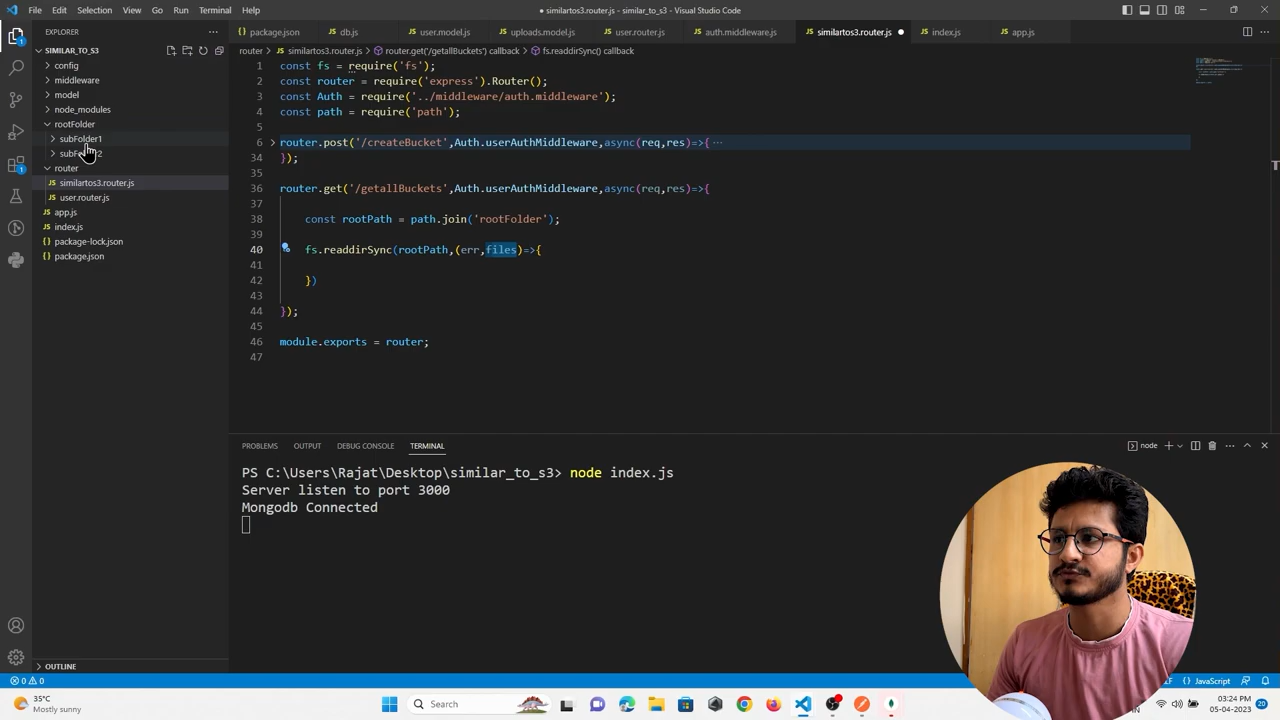 File Edit Selection View Go Run Terminal Help
● similartos3.router.js - similar_to_s3 - Visual Studio Code
EXPLORER
package.json db.js user.model.js uploads.model.js user.router.js auth.middleware.js similartos3.router.js index.js app.js
SIMILAR_TO_S3
router > similartos3.router.js > router.get('/getallBuckets') callback > fs.readdirSync() callback
config
middleware
model
node_modules
rootFolder
subFolder1
router
similartos3.router.js
user.router.js
app.js
index.js
package-lock.json
package.json
1 const fs = require('fs');
2 const router = require('express').Router();
3 const Auth = require('../middleware/auth.middleware');
4 const path = require('path');
5
6 router.post('/createBucket',Auth.userAuthMiddleware,async(req,res)=>{ ···
34 });
35
36 router.get('/getallBuckets',Auth.userAuthMiddleware,async(req,res)=>{
37
38 const rootPath = path.join('rootFolder');
39
40 fs.readdirSync(rootPath,(err,files)=>{
41
42 })
43
44 });
45
46 module.exports = router;
47
PROBLEMS OUTPUT DEBUG CONSOLE TERMINAL
node
PS C:\Users\Rajat\Desktop\similar_to_s3> node index.js
Server listen to port 3000
Mongodb Connected
OUTLINE
0 0
JavaScript
35°C
Mostly sunny
Search
03:24 PM
05-04-2023